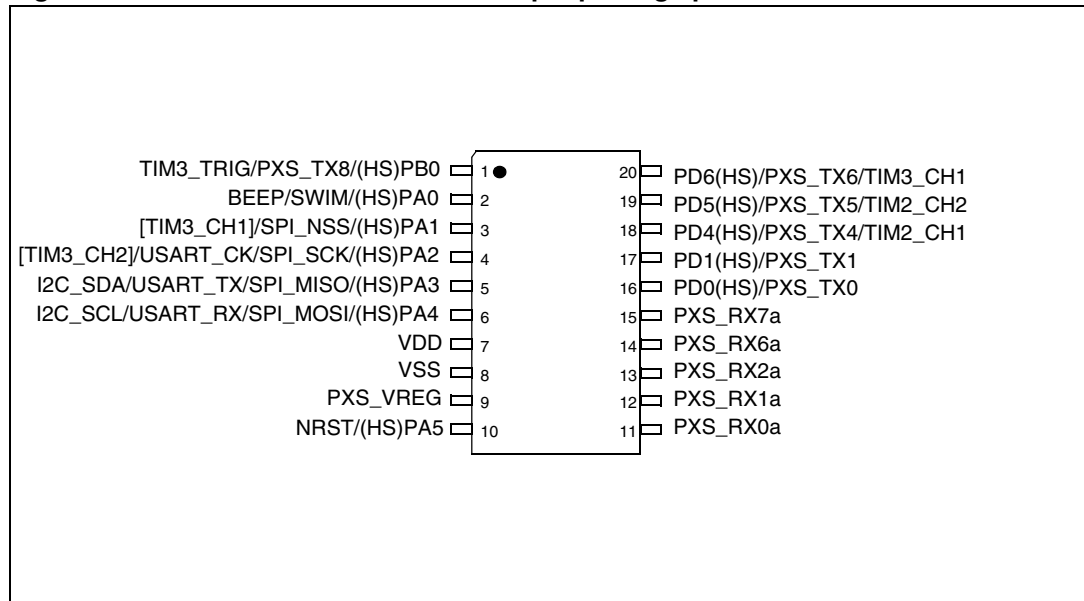 TIM3_TRIG/PXS_TX8/(HS)PB0 1 20 PD6(HS)/PXS_TX6/TIM3_CH1
BEEP/SWIM/(HS)PA0 2 19 PD5(HS)/PXS_TX5/TIM2_CH2
[TIM3_CH1]/SPI_NSS/(HS)PA1 3 18 PD4(HS)/PXS_TX4/TIM2_CH1
[TIM3_CH2]/USART_CK/SPI_SCK/(HS)PA2 4 17 PD1(HS)/PXS_TX1
I2C_SDA/USART_TX/SPI_MISO/(HS)PA3 5 16 PD0(HS)/PXS_TX0
I2C_SCL/USART_RX/SPI_MOSI/(HS)PA4 6 15 PXS_RX7a
VDD 7 14 PXS_RX6a
VSS 8 13 PXS_RX2a
PXS_VREG 9 12 PXS_RX1a
NRST/(HS)PA5 10 11 PXS_RX0a